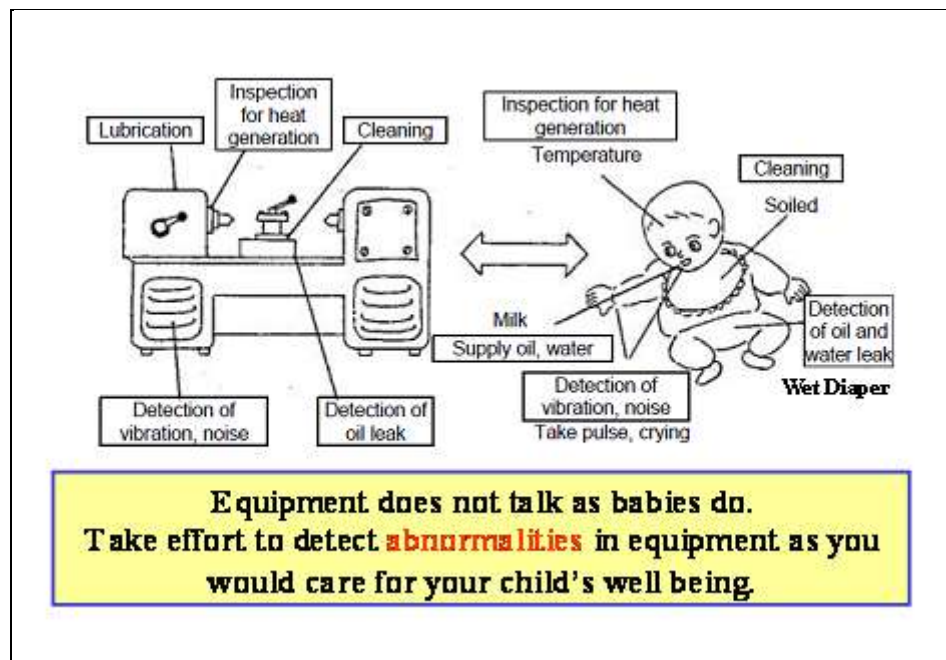 Lubrication
Inspection
for heat
generation
Cleaning
Detection of
vibration, noise
Detection of
oil leak
Inspection for heat
generation
Temperature
Cleaning
Soiled
Milk
Supply oil, water
Detection
of oil and
water leak
Wet Diaper
Detection of
vibration, noise
Take pulse, crying
Equipment does not talk as babies do.
Take effort to detect abnormalities in equipment as you
would care for your child's well being.